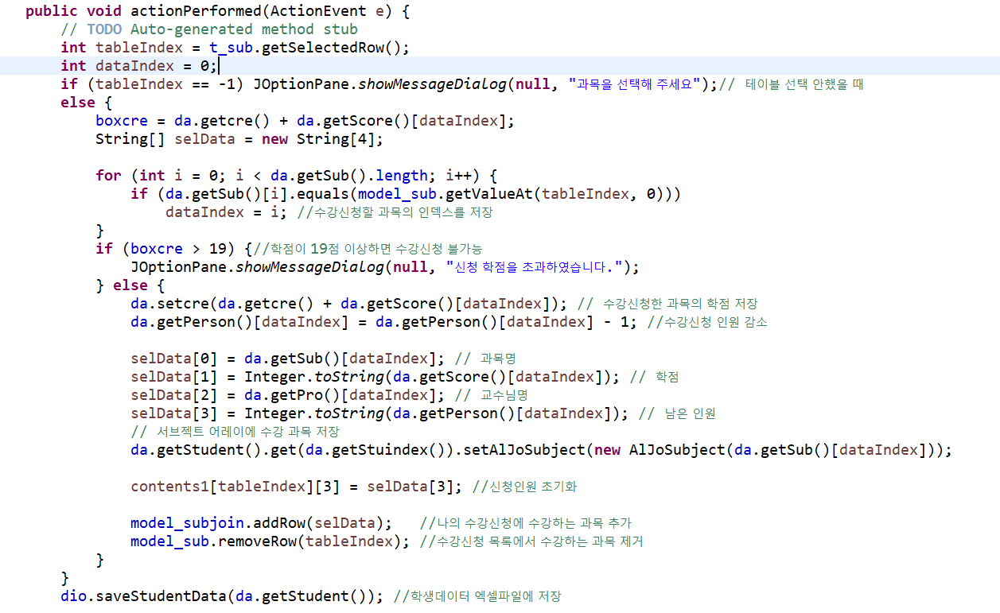 public void actionPerformed(ActionEvent e) {
// TODO Auto-generated method stub
int tableIndex = t_sub.getSelectedRow();
int dataIndex = 0;
if (tableIndex == -1) JOptionPane.showMessageDialog(null, "과목을 선택해 주세요");// 테이블 선택 안했을 때
else {
boxcre = da.getcre() + da.getScore()[dataIndex];
String[] selData = new String[4];
for (int i = 0; i < da.getSub().length; i++) {
if (da.getSub()[i].equals(model_sub.getValueAt(tableIndex, 0)))
dataIndex = i; //수강신청할 과목의 인덱스를 저장
}
if (boxcre > 19) {//학점이 19점 이상하면 수강신청 불가능
JOptionPane.showMessageDialog(null, "신청 학점을 초과하였습니다.");
} else {
da.setcre(da.getcre() + da.getScore()[dataIndex]); // 수강신청한 과목의 학점 저장
da.getPerson()[dataIndex] = da.getPerson()[dataIndex] - 1; //수강신청 인원 감소
selData[0] = da.getSub()[dataIndex]; // 과목명
selData[1] = Integer.toString(da.getScore()[dataIndex]); // 학점
selData[2] = da.getPro()[dataIndex]; // 교수님명
selData[3] = Integer.toString(da.getPerson()[dataIndex]); // 남은 인원
// 서브젝트 어레이에 수강 과목 저장
da.getStudent().get(da.getStuindex()).setAlJoSubject(new AlJoSubject(da.getSub()[dataIndex]));
contents1[tableIndex][3] = selData[3]; //신청인원 초기화
model_subjoin.addRow(selData); //나의 수강신청에 수강하는 과목 추가
model_sub.removeRow(tableIndex); //수강신청 목록에서 수강하는 과목 제거
}
}
dio.saveStudentData(da.getStudent()); //학생데이터 엑셀파일에 저장